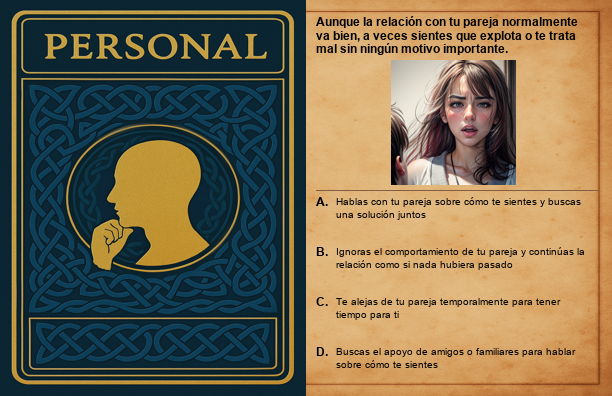 PERSONAL
Aunque la relación con tu pareja normalmente
va bien, a veces sientes que explota o te trata
mal sin ningún motivo importante.
A. Hablas con tu pareja sobre cómo te sientes y buscas
una solución juntos
B. Ignoras el comportamiento de tu pareja y continúas la
relación como si nada hubiera pasado
C. Te alejas de tu pareja temporalmente para tener
tiempo para ti
D. Buscas el apoyo de amigos o familiares para hablar
sobre cómo te sientes